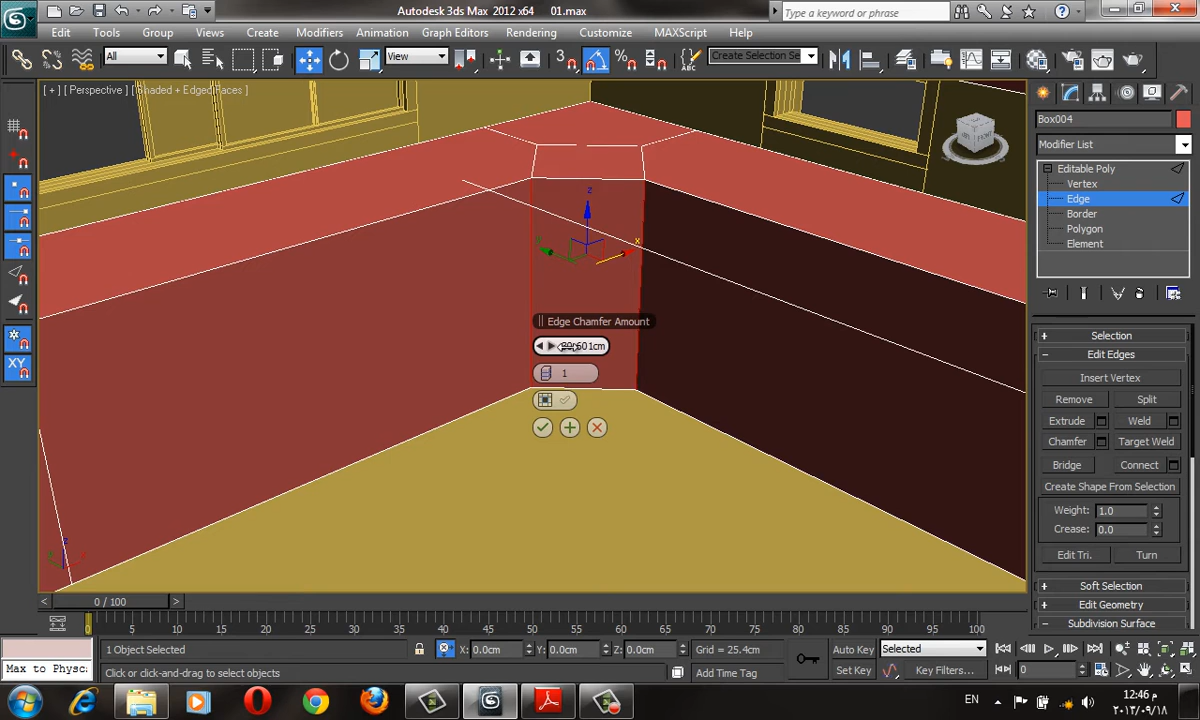 Autodesk 3ds Max 2012 x64 01.max
Type a keyword or phrase
Edit Tools Group Views Create Modifiers Animation Graph Editors Rendering Customize MAXScript Help
All View 3 Create Selection Se
[ + ] [ Perspective ] [ Shaded + Edged Faces ]
FRONT
Box004
Modifier List
Editable Poly
Vertex
Edge
Border
Polygon
Element
z
x
Edge Chamfer Amount
1
XY
Selection
Edit Edges
Insert Vertex
Remove Split
Extrude Weld
Chamfer Target Weld
Bridge Connect
Create Shape From Selection
Weight: 1.0
Crease: 0.0
Edit Tri. Turn
Soft Selection
Edit Geometry
Subdivision Surface
0 / 100
0 5 10 15 20 25 30 35 40 45 50 55 60 65 70 75 80 85 90 95 100
1 Object Selected X: 0.0cm Y: 0.0cm Z: 0.0cm Grid = 25.4cm Auto Key Selected
Max to Physc Click or click-and-drag to select objects Add Time Tag Set Key Key Filters... 0
EN م 12:46
٢٠١٣/٠٩/١٨